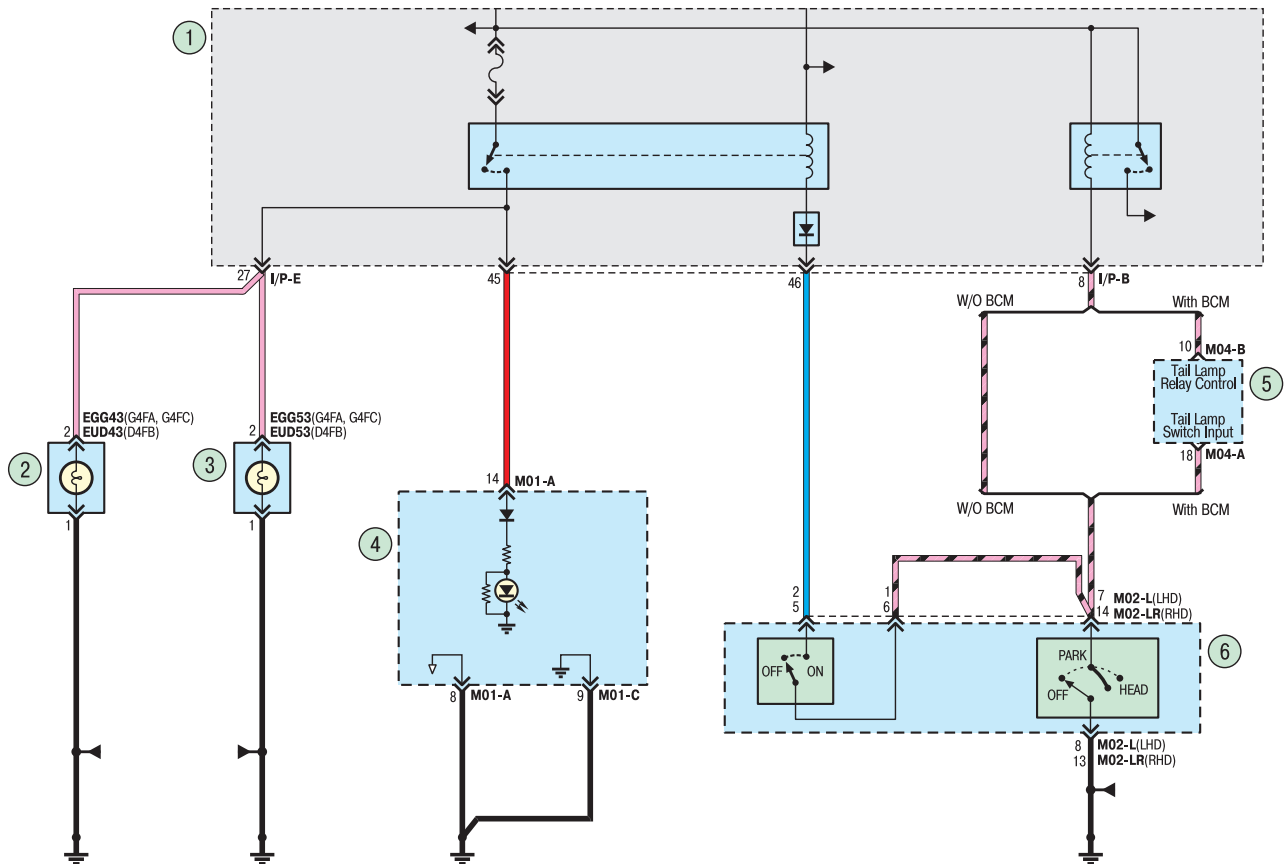 1
27
I/P-E
45
46
8
I/P-B
W/O BCM
With BCM
10
M04-B
Tail Lamp
Relay Control
5
Tail Lamp
Switch Input
18
M04-A
W/O BCM
With BCM
EGG43(G4FA, G4FC)
2
EUD43(D4FB)
EGG53(G4FA, G4FC)
2
EUD53(D4FB)
2
3
1
1
14
M01-A
4
8
M01-A
9
M01-C
2
5
1
6
7
M02-L(LHD)
14
M02-LR(RHD)
6
OFF
ON
PARK
OFF
HEAD
8
M02-L(LHD)
13
M02-LR(RHD)